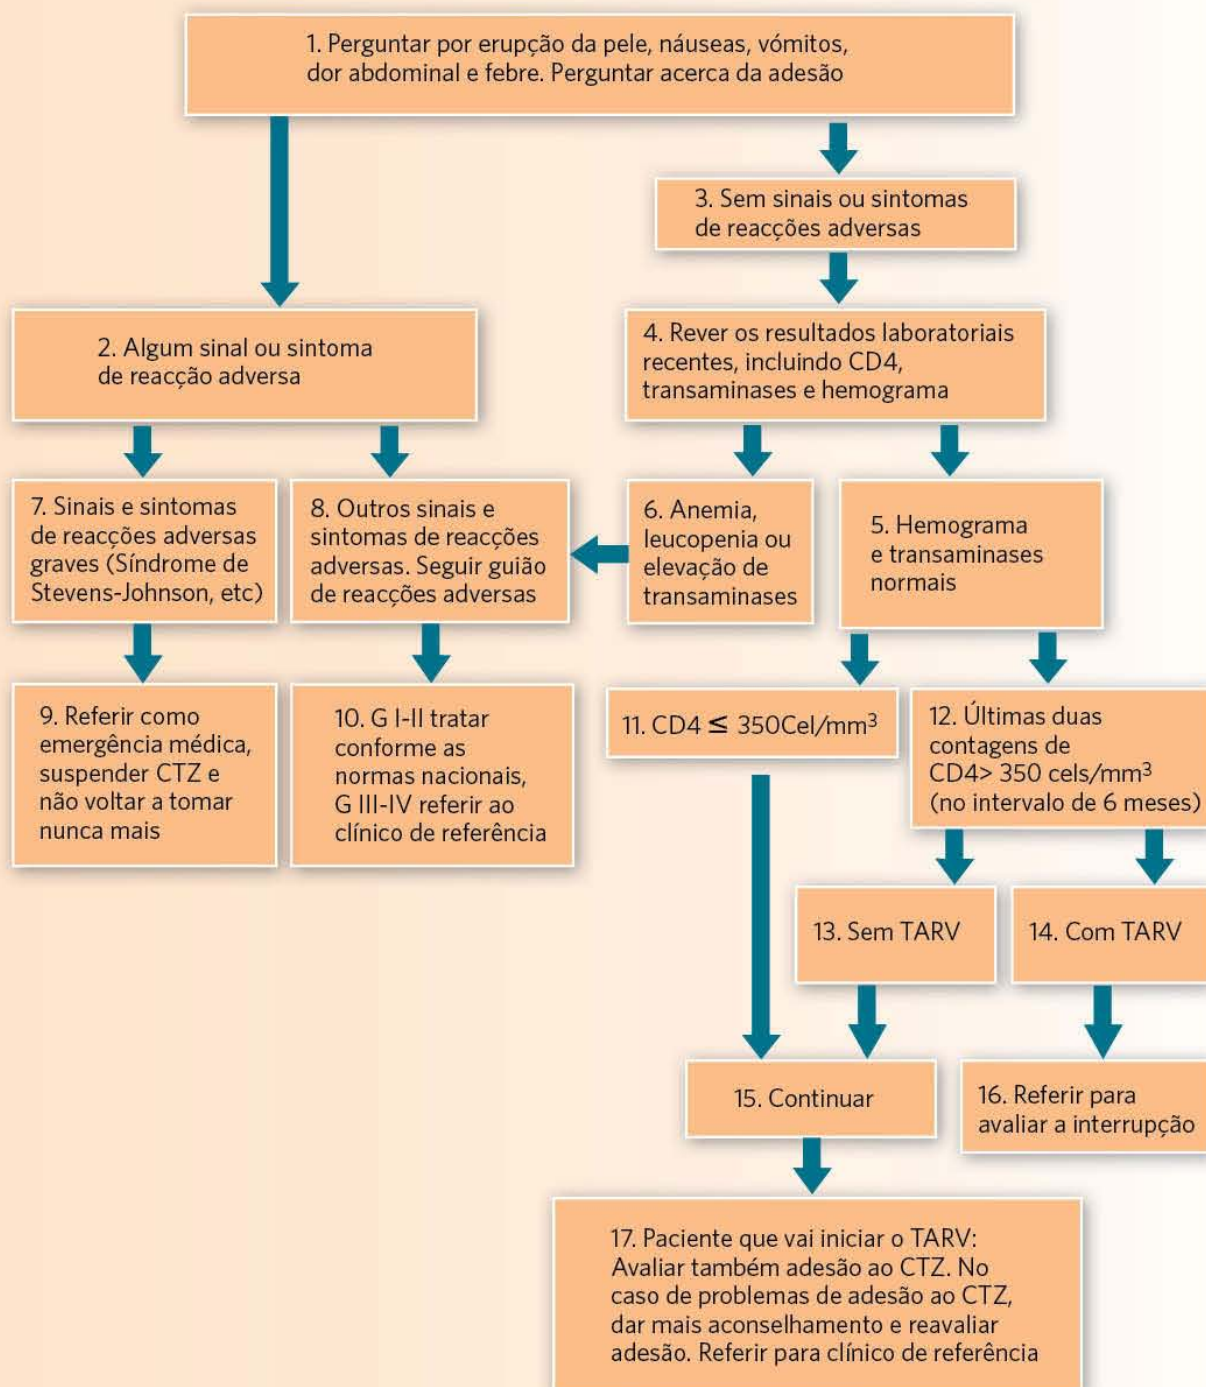 1. Perguntar por erupção da pele, náuseas, vómitos,
dor abdominal e febre. Perguntar acerca da adesão
3. Sem sinais ou sintomas
de reacções adversas
2. Algum sinal ou sintoma
de reacção adversa
4. Rever os resultados laboratoriais
recentes, incluindo CD4,
transaminases e hemograma
7. Sinais e sintomas
de reacções adversas
graves (Síndrome de
Stevens-Johnson, etc)
8. Outros sinais e
sintomas de reacções
adversas. Seguir guião
de reacções adversas
6. Anemia,
leucopenia ou
elevação de
transaminases
5. Hemograma
e transaminases
normais
9. Referir como
emergência médica,
suspender CTZ e
não voltar a tomar
nunca mais
10. G I-II tratar
conforme as
normas nacionais,
G III-IV referir ao
clínico de referência
11. CD4 ≤ 350Cel/mm³
12. Últimas duas
contagens de
CD4> 350 cels/mm³
(no intervalo de 6 meses)
13. Sem TARV
14. Com TARV
15. Continuar
16. Referir para
avaliar a interrupção
17. Paciente que vai iniciar o TARV:
Avaliar também adesão ao CTZ. No
caso de problemas de adesão ao CTZ,
dar mais aconselhamento e reavaliar
adesão. Referir para clínico de referência